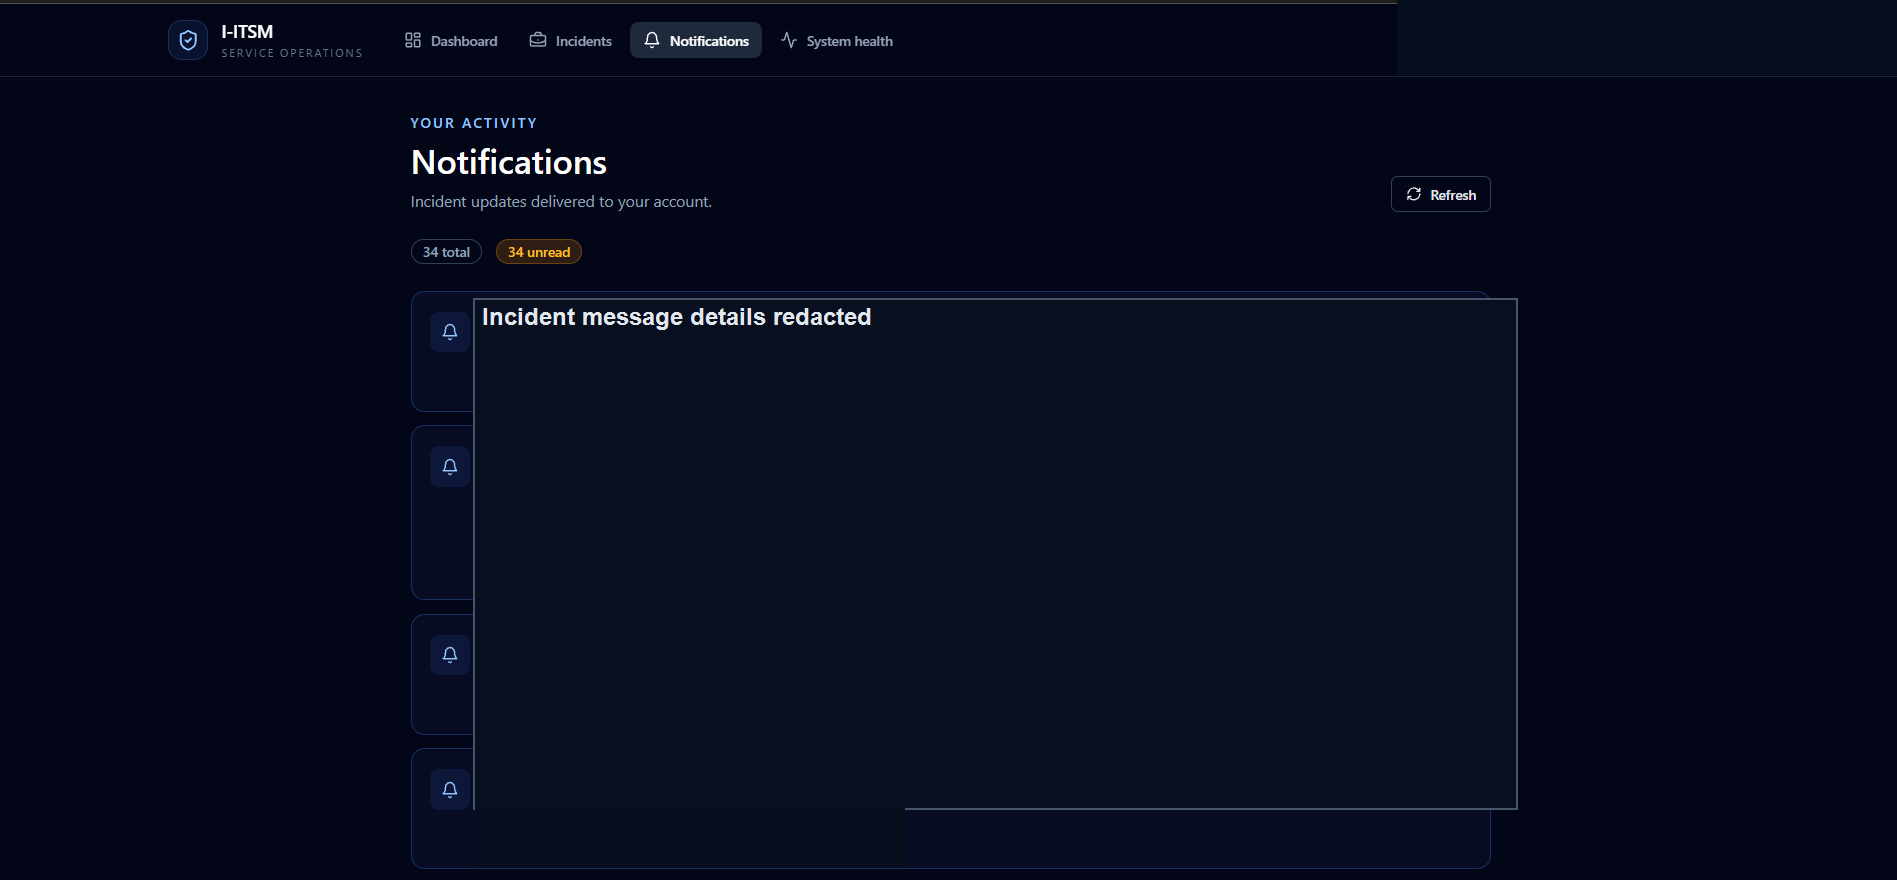 I-ITSM
SERVICE OPERATIONS
Dashboard
Incidents
Notifications
System health
YOUR ACTIVITY
Notifications
Incident updates delivered to your account.
Refresh
34 total
34 unread
Incident message details redacted